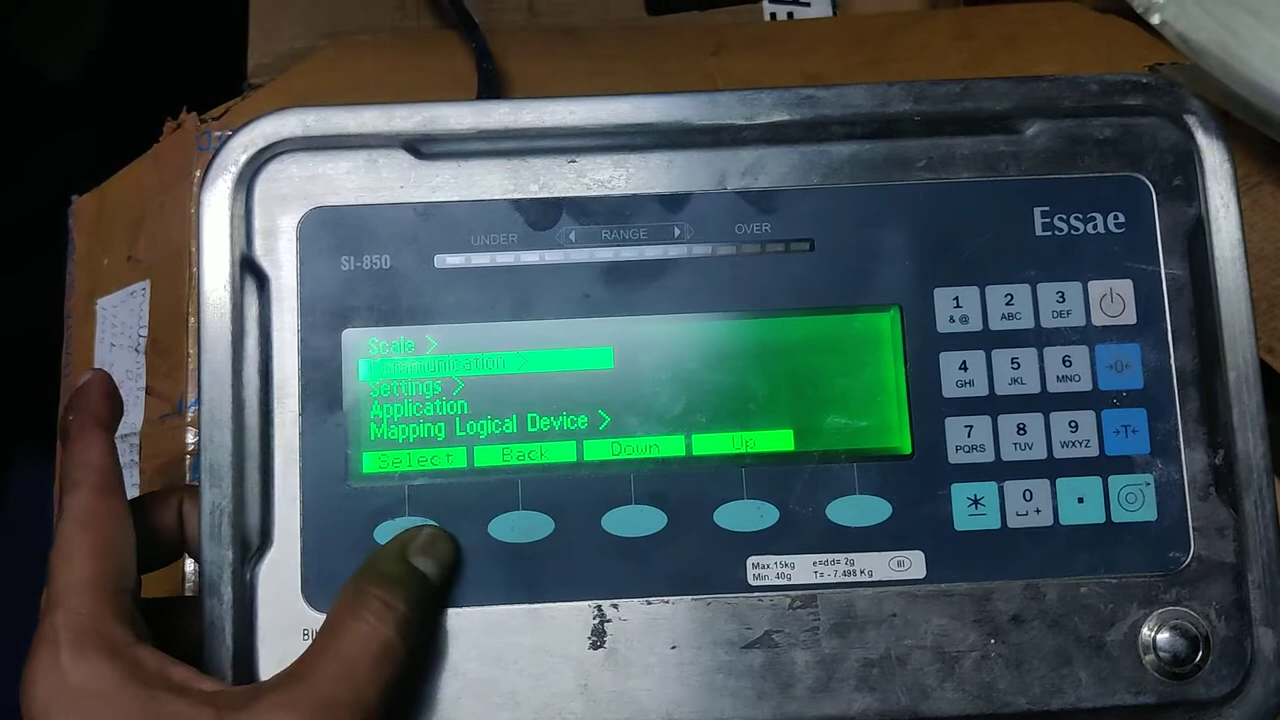 Essae
UNDER RANGE OVER
SI-850
Scale >
Communication >
Settings >
Application
Mapping Logical Device >
Select Back Down Up
1 2 3
& @ ABC DEF
4 5 6 →0←
GHI JKL MNO
7 8 9 →T←
PQRS TUV WXYZ
* 0 .
+
Max.15kg e=dd= 2g III
Min. 40g T= - 7.498 Kg